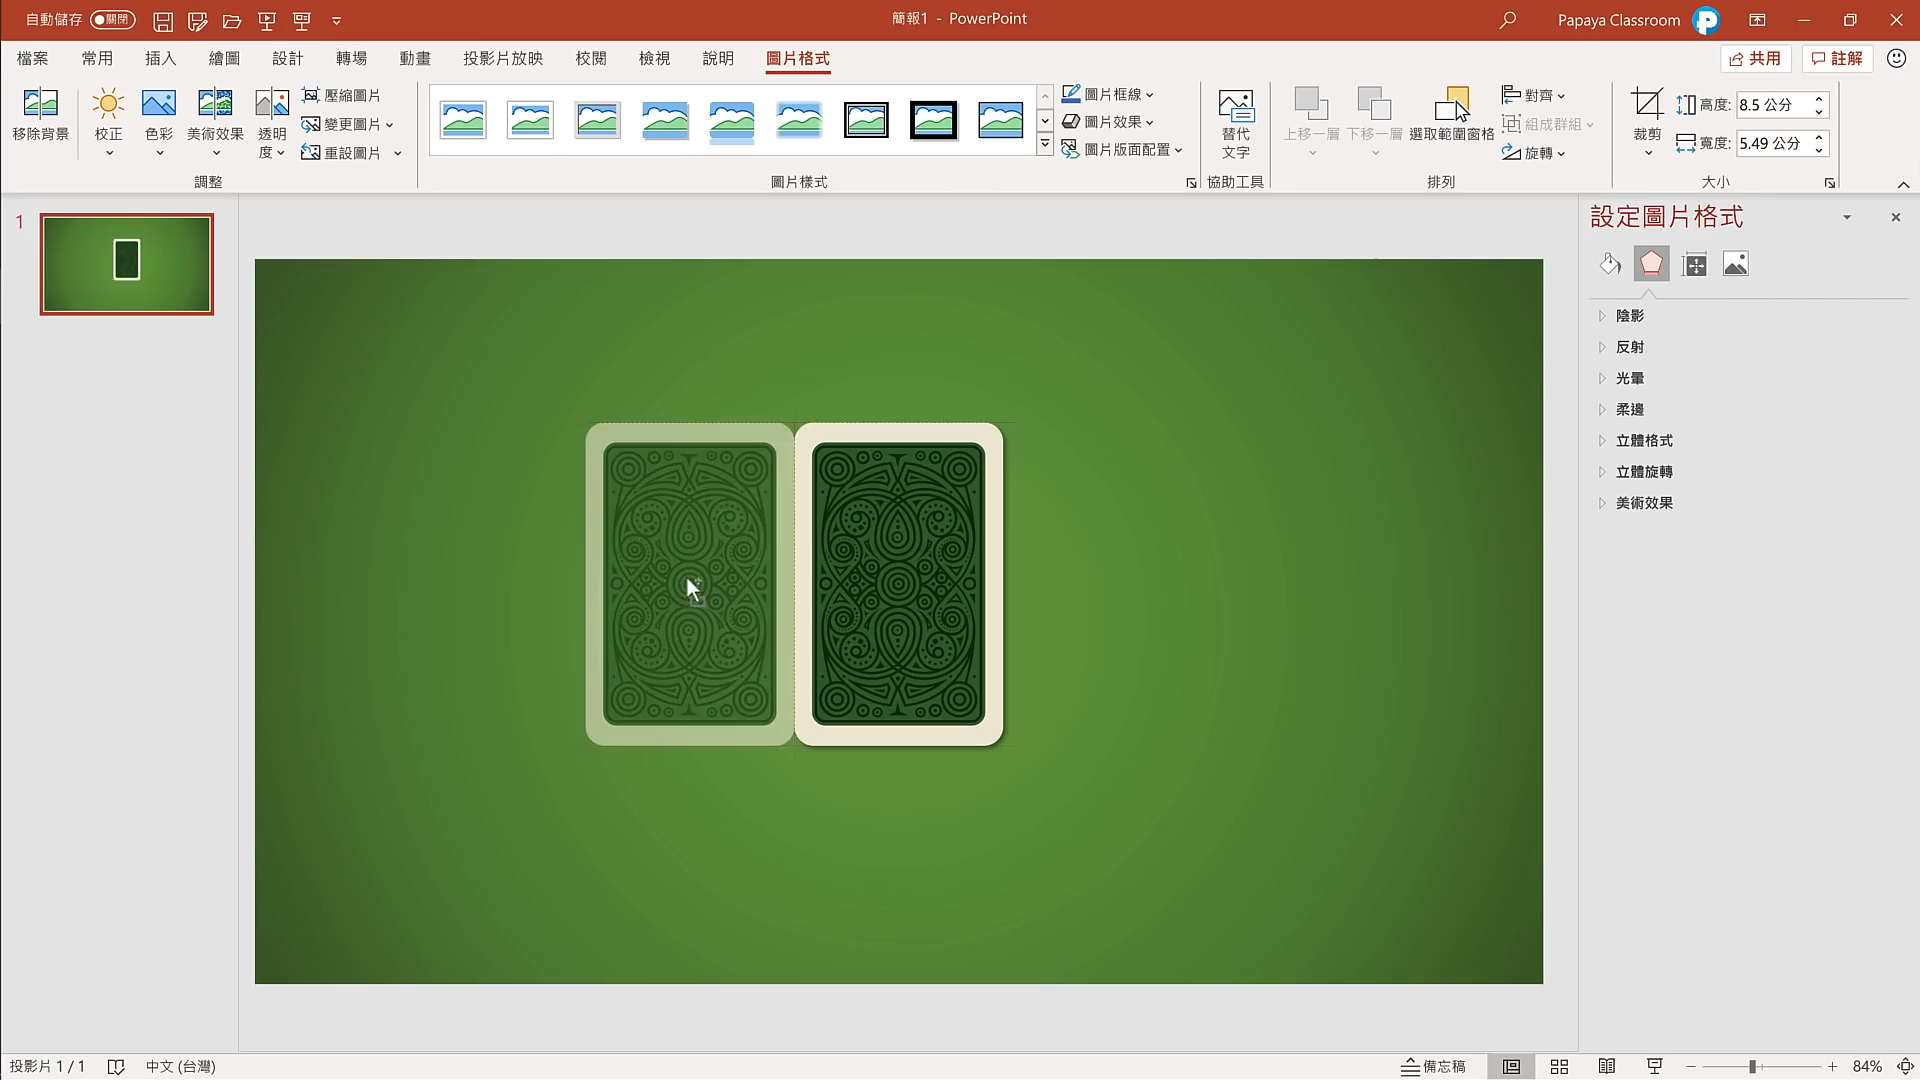 自動儲存 關閉 簡報1 - PowerPoint Papaya Classroom
檔案 常用 插入 繪圖 設計 轉場 動畫 投影片放映 校閱 檢視 說明 圖片格式 共用 註解
移除背景 校正 色彩 美術效果 透明度 壓縮圖片 變更圖片 重設圖片
調整
圖片樣式
圖片框線
圖片效果
圖片版面配置
替代文字
協助工具
上移一層 下移一層 選取範圍窗格 對齊 組成群組 旋轉
排列
裁剪 高度: 8.5 公分
寬度: 5.49 公分
大小
1
設定圖片格式
陰影
反射
光暈
柔邊
立體格式
立體旋轉
美術效果
投影片 1 / 1 中文 (台灣) 備忘稿 84%